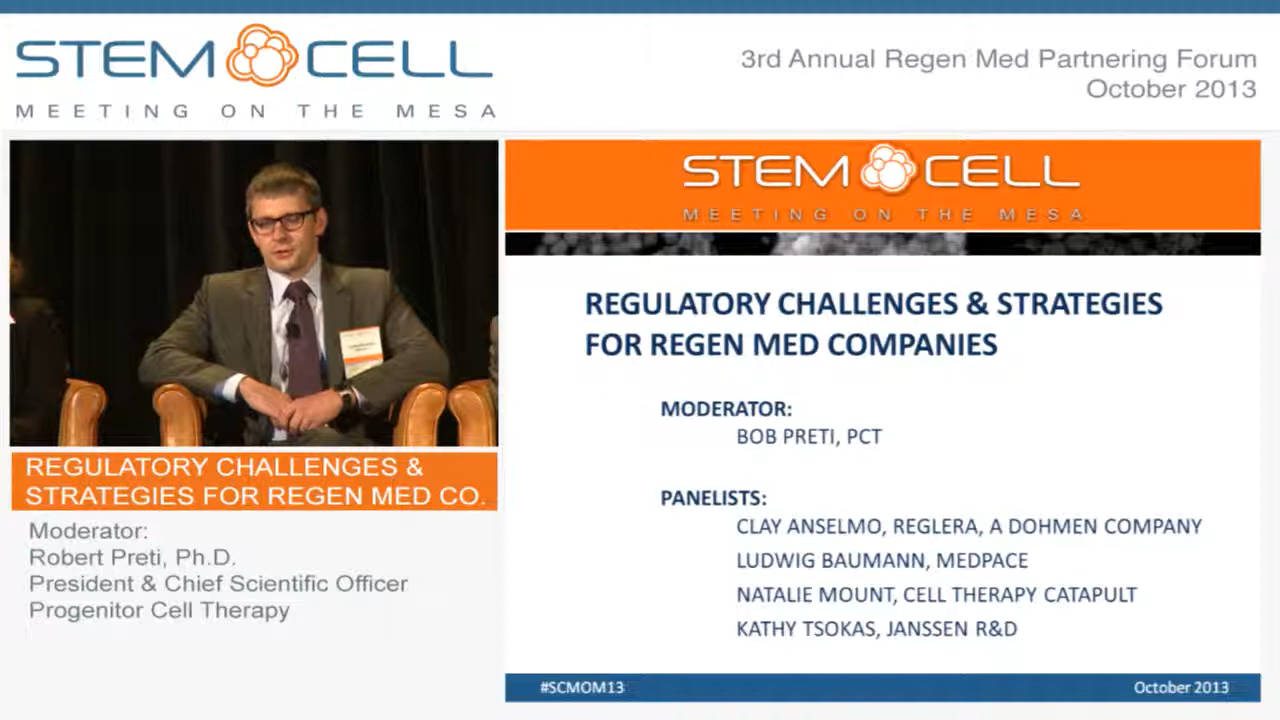 STEM CELL
MEETING ON THE MESA
3rd Annual Regen Med Partnering Forum
October 2013
STEM CELL
MEETING ON THE MESA
REGULATORY CHALLENGES & STRATEGIES
FOR REGEN MED COMPANIES
MODERATOR:
BOB PRETI, PCT
PANELISTS:
CLAY ANSELMO, REGLERA, A DOHMEN COMPANY
LUDWIG BAUMANN, MEDPACE
NATALIE MOUNT, CELL THERAPY CATAPULT
KATHY TSOKAS, JANSSEN R&D
#SCMOM13
October 2013
REGULATORY CHALLENGES &
STRATEGIES FOR REGEN MED CO.
Moderator:
Robert Preti, Ph.D.
President & Chief Scientific Officer
Progenitor Cell Therapy